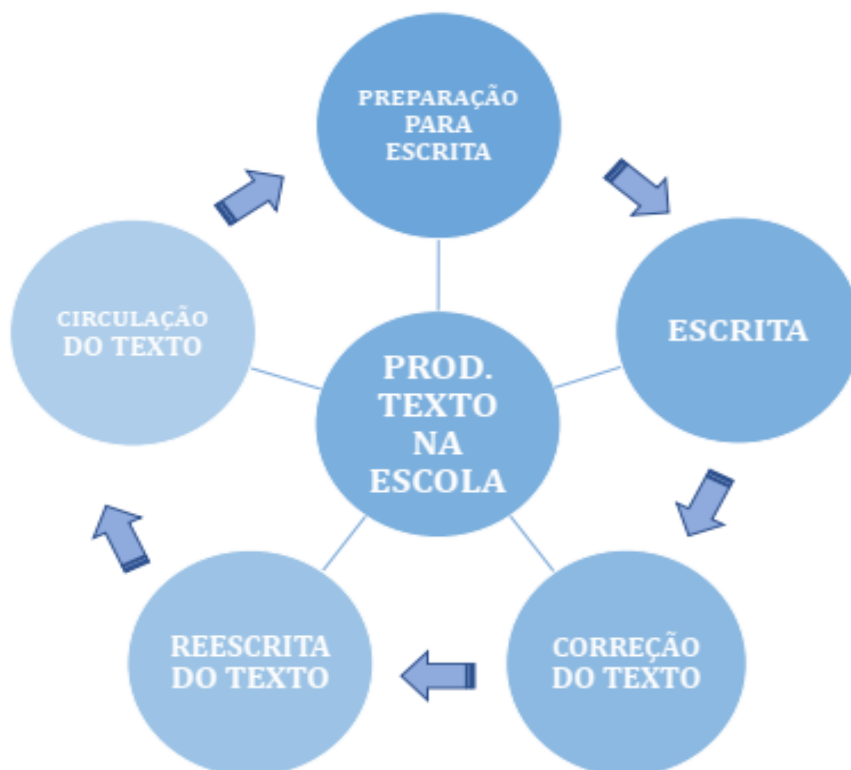 PREPARAÇÃO
PARA
ESCRITA
CIRCULAÇÃO
DO TEXTO
ESCRITA
PROD.
TEXTO
NA
ESCOLA
REESCRITA
DO TEXTO
CORREÇÃO
DO TEXTO